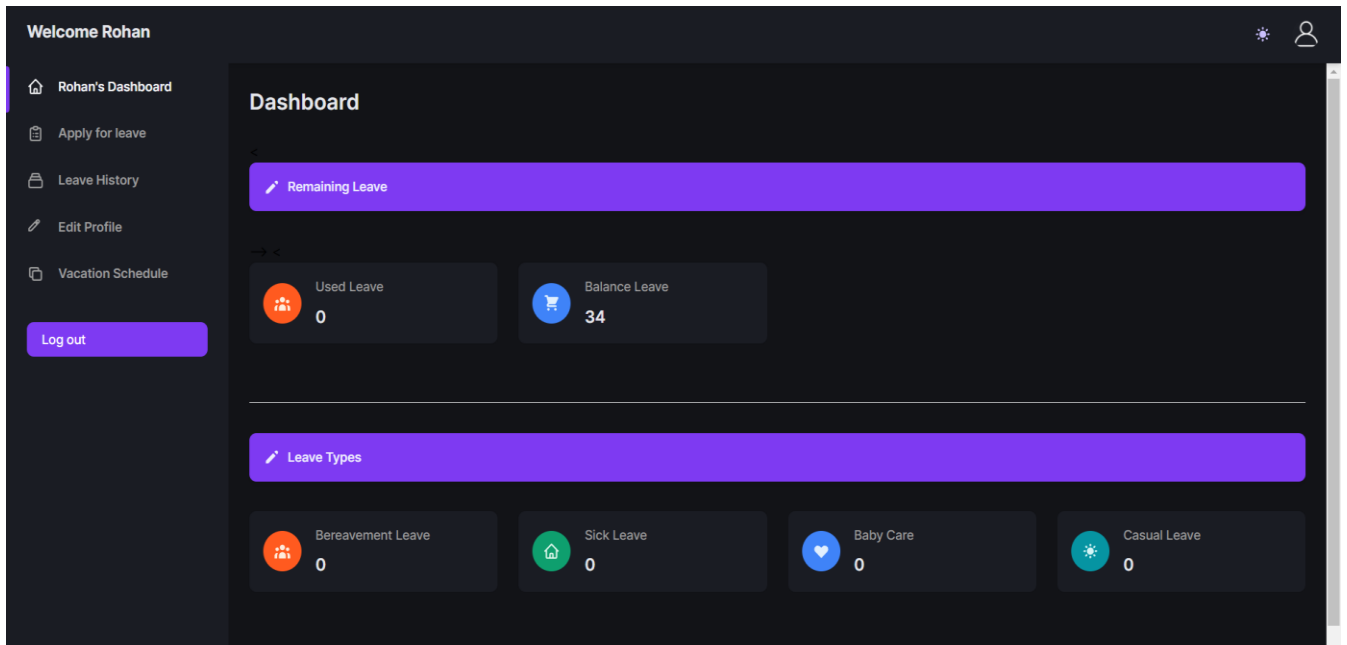 Welcome Rohan
Rohan's Dashboard
Apply for leave
Leave History
Edit Profile
Vacation Schedule
Log out
Dashboard
<
Remaining Leave
--> <
Used Leave
0
Balance Leave
34
Leave Types
Bereavement Leave
0
Sick Leave
0
Baby Care
0
Casual Leave
0